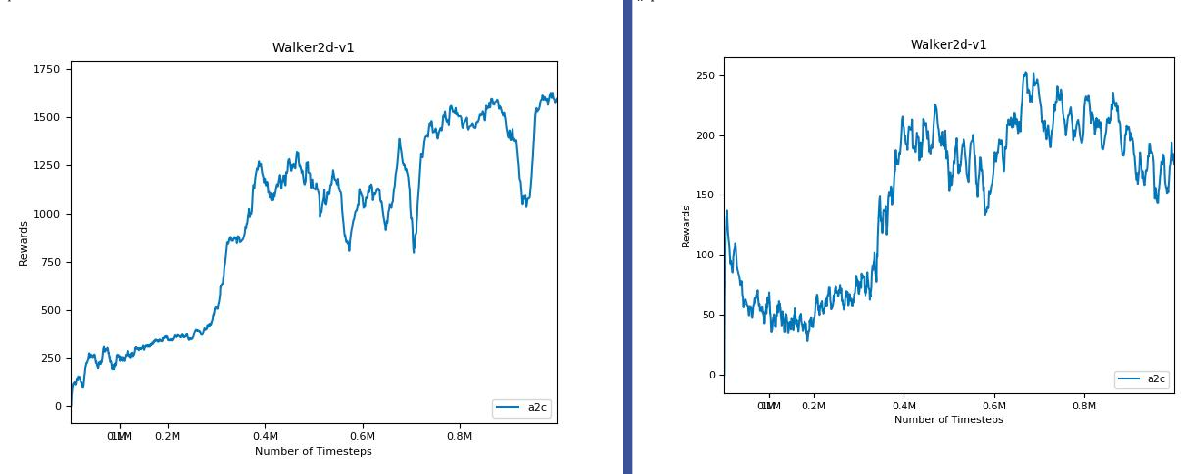 Walker2d-v1
1750
1500
1250
1000
750
500
250
0
Rewards
0.2M
0.4M
0.6M
0.8M
Number of Timesteps
a2c
Walker2d-v1
250
200
150
100
50
0
Rewards
0.2M
0.4M
0.6M
0.8M
Number of Timesteps
a2c